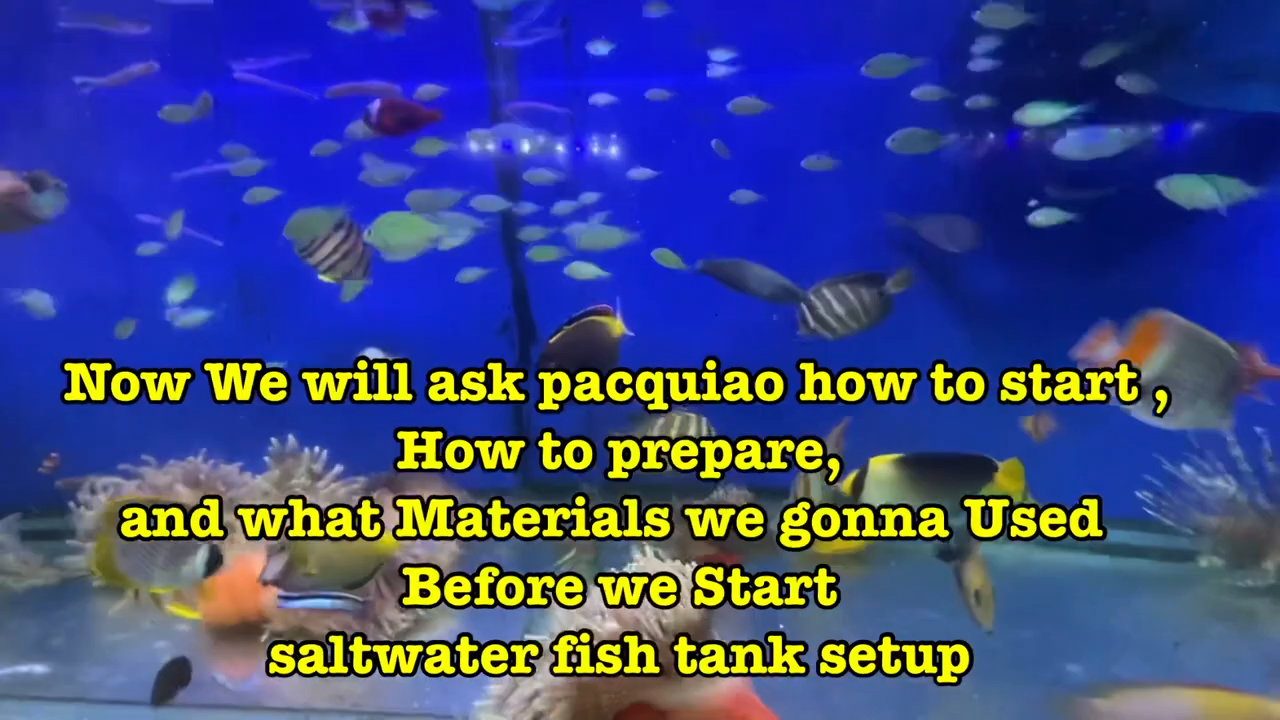 Now We will ask pacquiao how to start ,
How to prepare,
and what Materials we gonna Used
Before we Start
saltwater fish tank setup